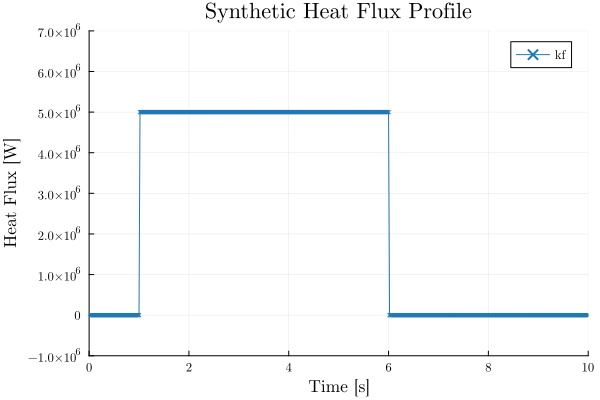 Synthetic Heat Flux Profile
7.0×10⁶
6.0×10⁶
5.0×10⁶
4.0×10⁶
3.0×10⁶
2.0×10⁶
1.0×10⁶
0
−1.0×10⁶
Heat Flux [W]
kf
0 2 4 6 8 10
Time [s]